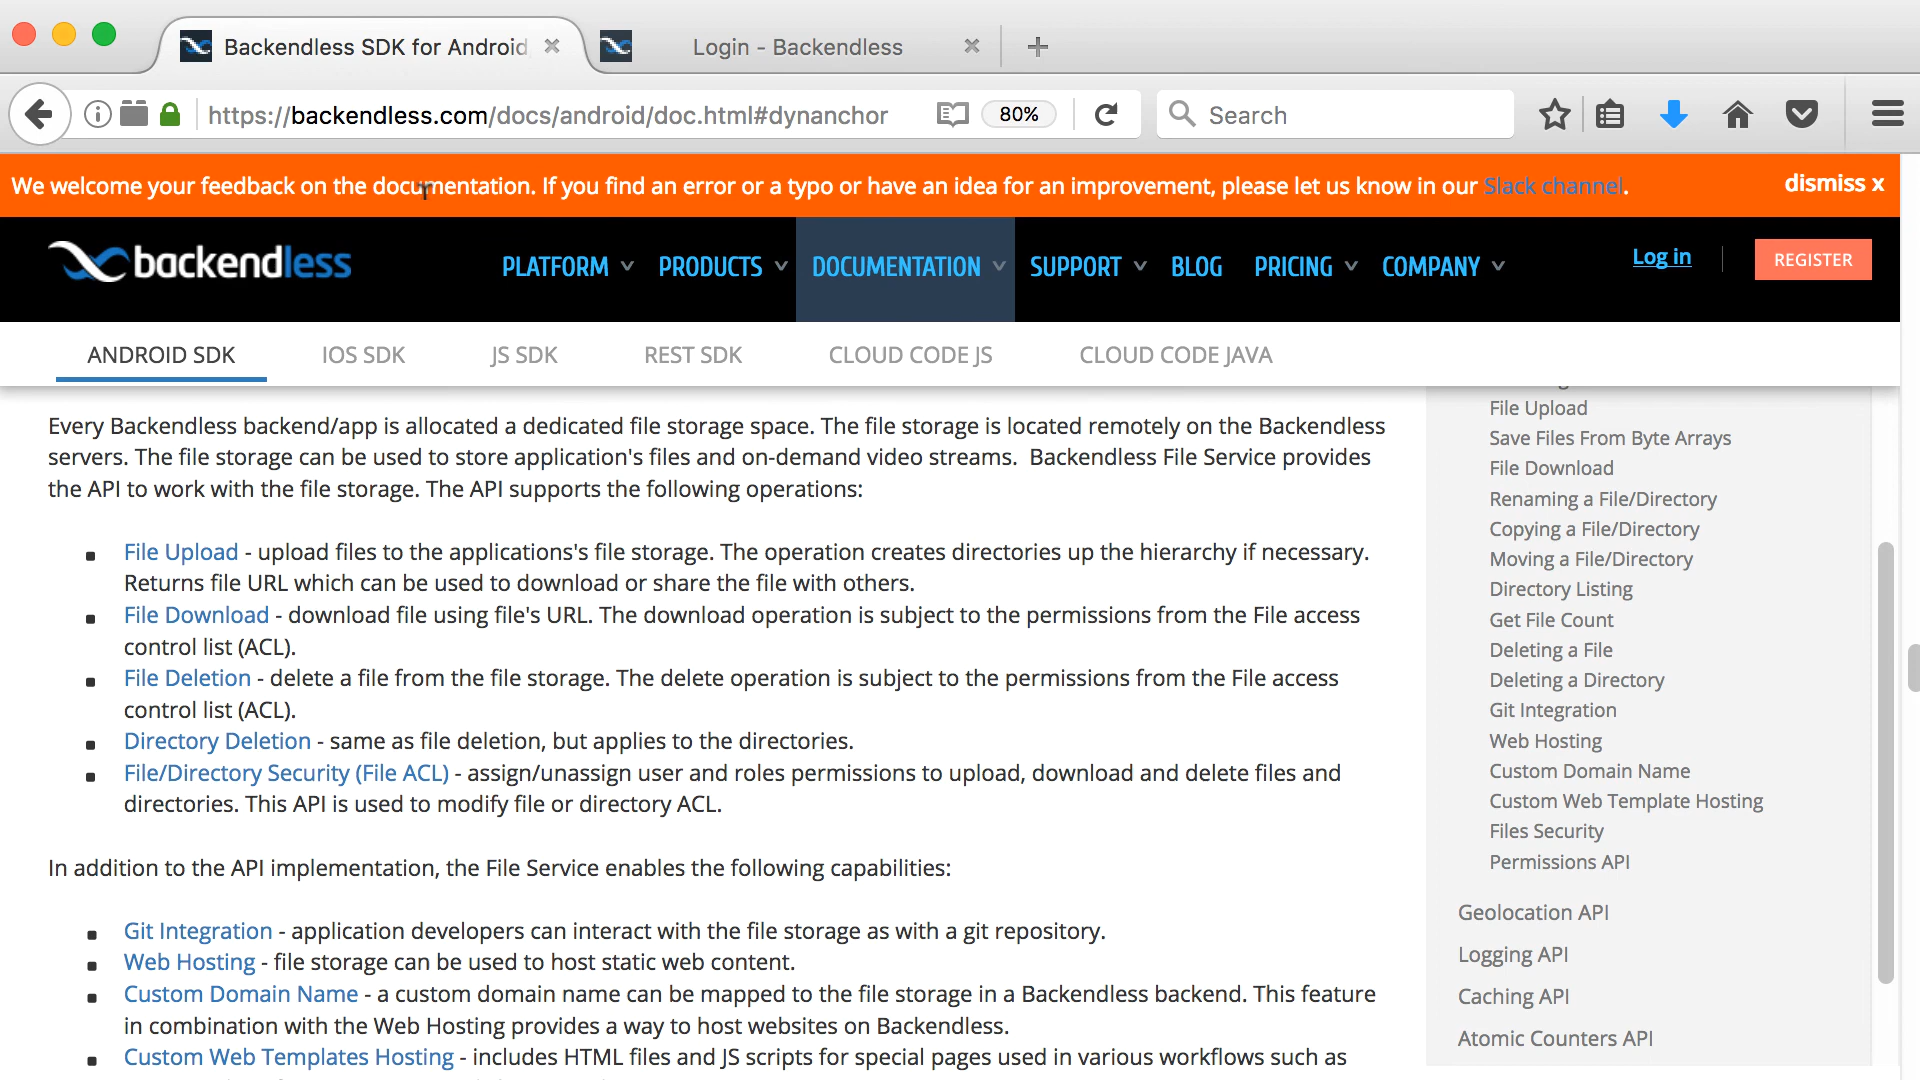 Backendless SDK for Android
Login - Backendless
https://backendless.com/docs/android/doc.html#dynanchor
80%
Search
We welcome your feedback on the documentation. If you find an error or a typo or have an idea for an improvement, please let us know in our Slack channel.
dismiss x
backendless
PLATFORM PRODUCTS DOCUMENTATION SUPPORT BLOG PRICING COMPANY
Log in
REGISTER
ANDROID SDK IOS SDK JS SDK REST SDK CLOUD CODE JS CLOUD CODE JAVA
Every Backendless backend/app is allocated a dedicated file storage space. The file storage is located remotely on the Backendless
servers. The file storage can be used to store application's files and on-demand video streams. Backendless File Service provides
the API to work with the file storage. The API supports the following operations:
File Upload - upload files to the applications's file storage. The operation creates directories up the hierarchy if necessary.
Returns file URL which can be used to download or share the file with others.
File Download - download file using file's URL. The download operation is subject to the permissions from the File access
control list (ACL).
File Deletion - delete a file from the file storage. The delete operation is subject to the permissions from the File access
control list (ACL).
Directory Deletion - same as file deletion, but applies to the directories.
File/Directory Security (File ACL) - assign/unassign user and roles permissions to upload, download and delete files and
directories. This API is used to modify file or directory ACL.
In addition to the API implementation, the File Service enables the following capabilities:
Git Integration - application developers can interact with the file storage as with a git repository.
Web Hosting - file storage can be used to host static web content.
Custom Domain Name - a custom domain name can be mapped to the file storage in a Backendless backend. This feature
in combination with the Web Hosting provides a way to host websites on Backendless.
Custom Web Templates Hosting - includes HTML files and JS scripts for special pages used in various workflows such as
File Upload
Save Files From Byte Arrays
File Download
Renaming a File/Directory
Copying a File/Directory
Moving a File/Directory
Directory Listing
Get File Count
Deleting a File
Deleting a Directory
Git Integration
Web Hosting
Custom Domain Name
Custom Web Template Hosting
Files Security
Permissions API
Geolocation API
Logging API
Caching API
Atomic Counters API